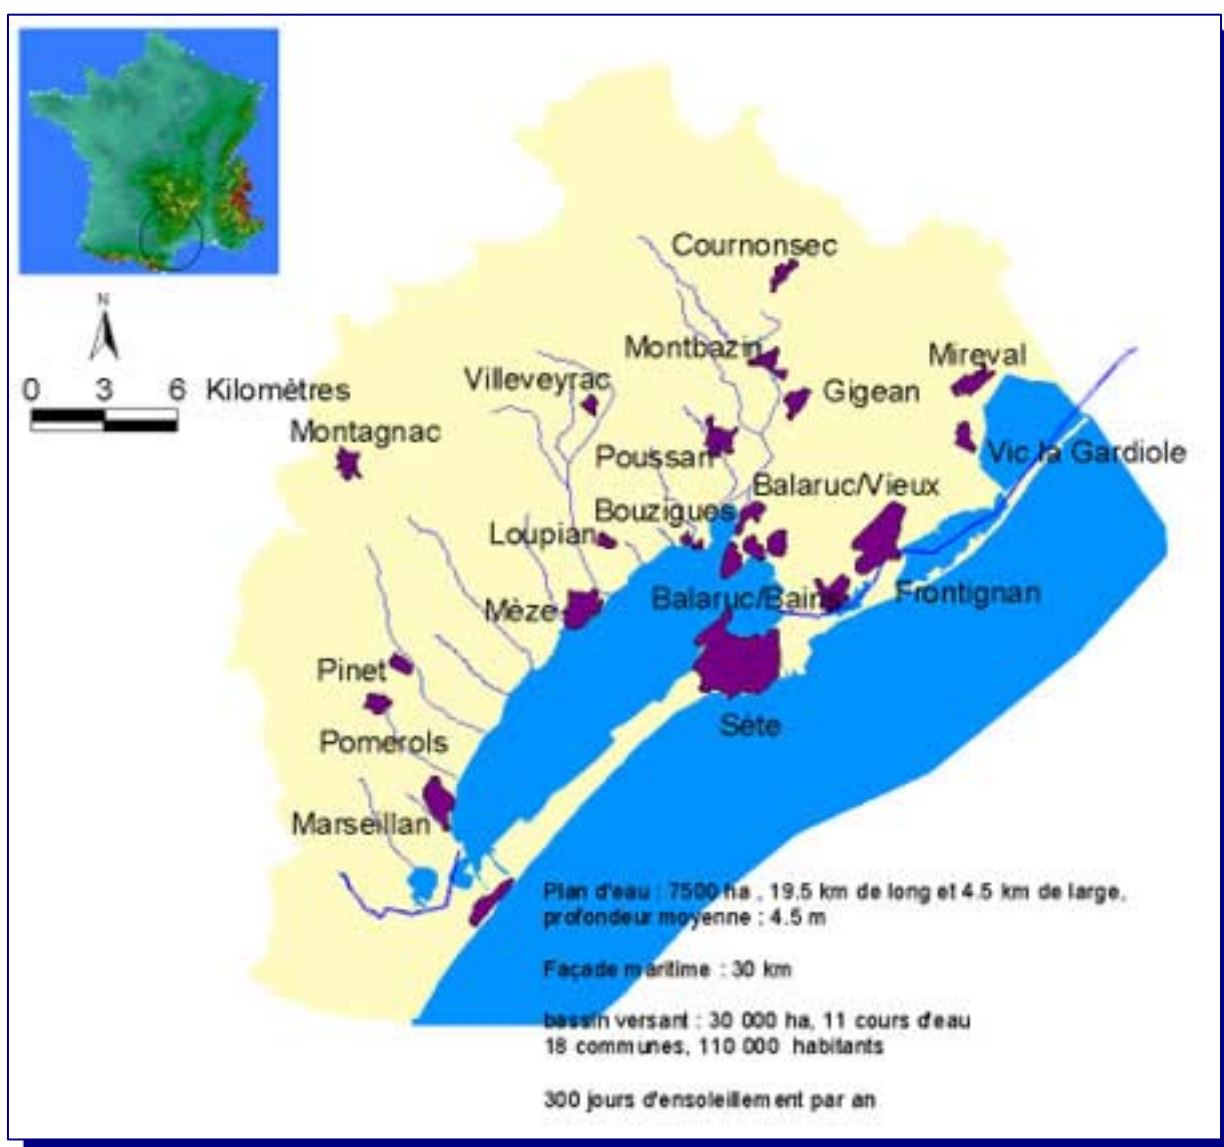 N
0 3 6 Kilomètres
Cournonsec
Montbazin
Mireval
Villeveyrac
Gigean
Montagnac
Poussan
Vic la Gardiole
Balaruc/Vieux
Bouzigues
Loupian
Mèze
Balaruc/Bains
Frontignan
Pinet
Sète
Pomerols
Marseillan
Plan d'eau : 7500 ha , 19,5 km de long et 4.5 km de large,
profondeur moyenne : 4.5 m
Façade maritime : 30 km
bassin versant : 30 000 ha, 11 cours d'eau
18 communes, 110 000 habitants
300 jours d'ensoleillement par an